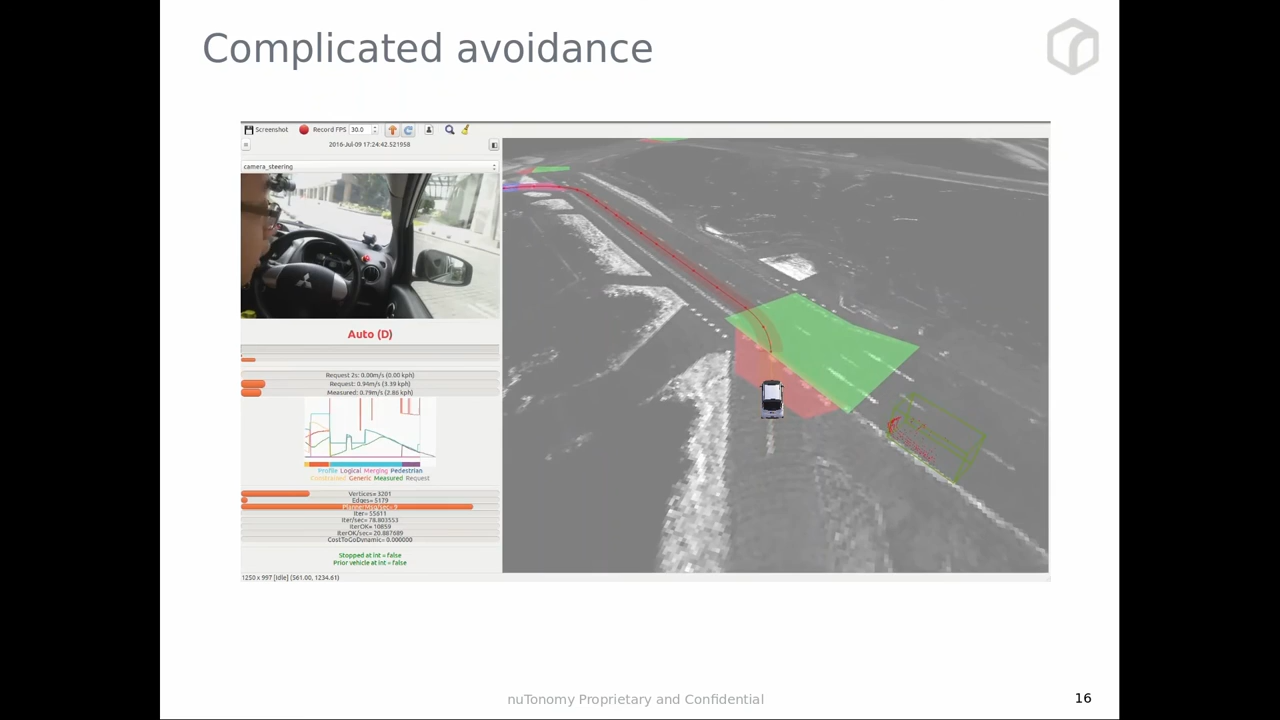 Complicated avoidance
Screenshot Record FPS 30.0
2016-Jul-09 17:24:42.521958
camera_steering
Auto (D)
Request 2s: 0.00m/s (0.00 kph)
Request: 0.94m/s (3.39 kph)
Measured: 0.79m/s (2.86 kph)
Profile Logical Merging Pedestrian
Constrained Generic Measured Request
Vertices= 3201
Edges= 5179
PlannerMsg/sec= 9
Iter= 55611
Iter/sec= 78.803553
IterOK= 10859
IterOK/sec= 20.887689
CostToGoDynamic= 0.000000
Stopped at int = false
Prior vehicle at int = false
1250 x 997 [Idle] (561.00, 1234.61)
nuTonomy Proprietary and Confidential
16